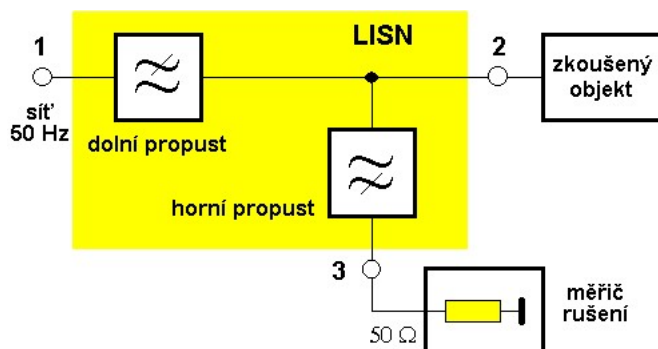 LISN
1
2
zkoušený
objekt
síť
50 Hz
dolní propust
horní propust
3
měřič
rušení
50 Ω